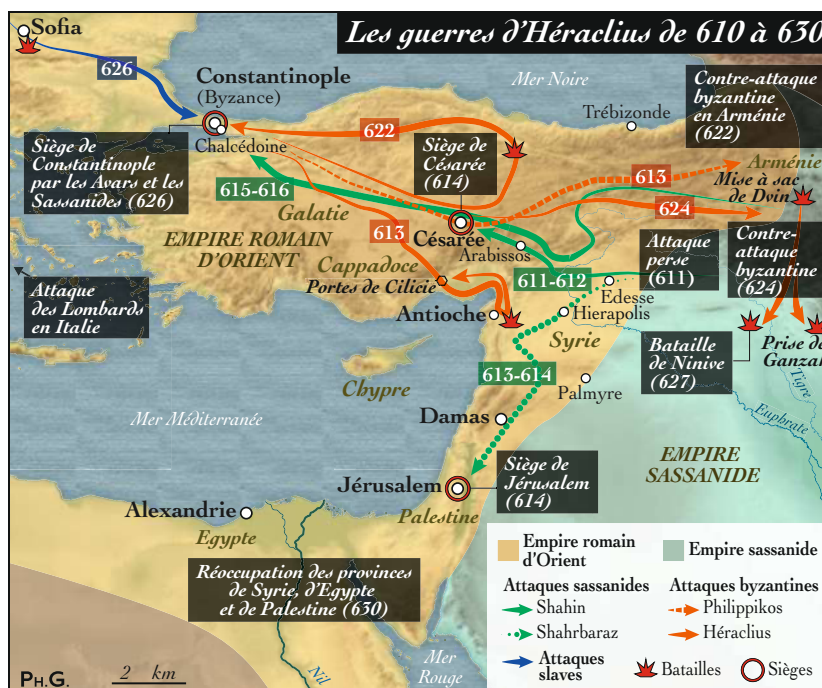 Les guerres d'Héraclius de 610 à 630
Sofia
626
Constantinople
(Byzance)
Chalcédoine
Mer Noire
Trébizonde
Contre-attaque
byzantine
en Arménie
(622)
Siège de
Constantinople
par les Avars et les
Sassanides (626)
622
Siège de
Césarée
(614)
615-616
Galatie
613
Arménie
Mise à sac
de Dvin
624
EMPIRE ROMAIN
D'ORIENT
613
Césarée
Arabissos
Cappadoce
Portes de Cilicie
611-612
Attaque
perse
(611)
Contre-
attaque
byzantine
(624)
Attaque
des Lombards
en Italie
Antioche
Edesse
Hierapolis
Syrie
Bataille
de Ninive
(627)
Prise de
Ganzak
Tigre
Chypre
613-614
Palmyre
Euphrate
Mer Méditerranée
Damas
EMPIRE
SASSANIDE
Jérusalem
Siège de
Jérusalem
(614)
Palestine
Alexandrie
Egypte
Réoccupation des provinces
de Syrie, d'Egypte
et de Palestine (630)
Nil
Mer
Rouge
Empire romain
d'Orient
Empire sassanide
Attaques sassanides
Attaques byzantines
Shahin
Philippikos
Shahrbaraz
Héraclius
Attaques
slaves
Batailles
Sièges
PH.G.
2 km